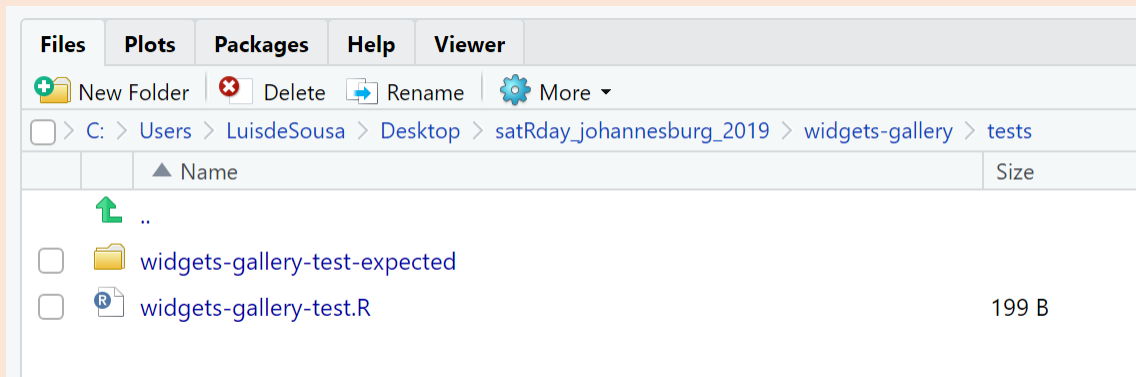 Files Plots Packages Help Viewer
New Folder Delete Rename More
C: Users LuisdeSousa Desktop satRday_johannesburg_2019 widgets-gallery tests
Name Size
..
widgets-gallery-test-expected
widgets-gallery-test.R 199 B